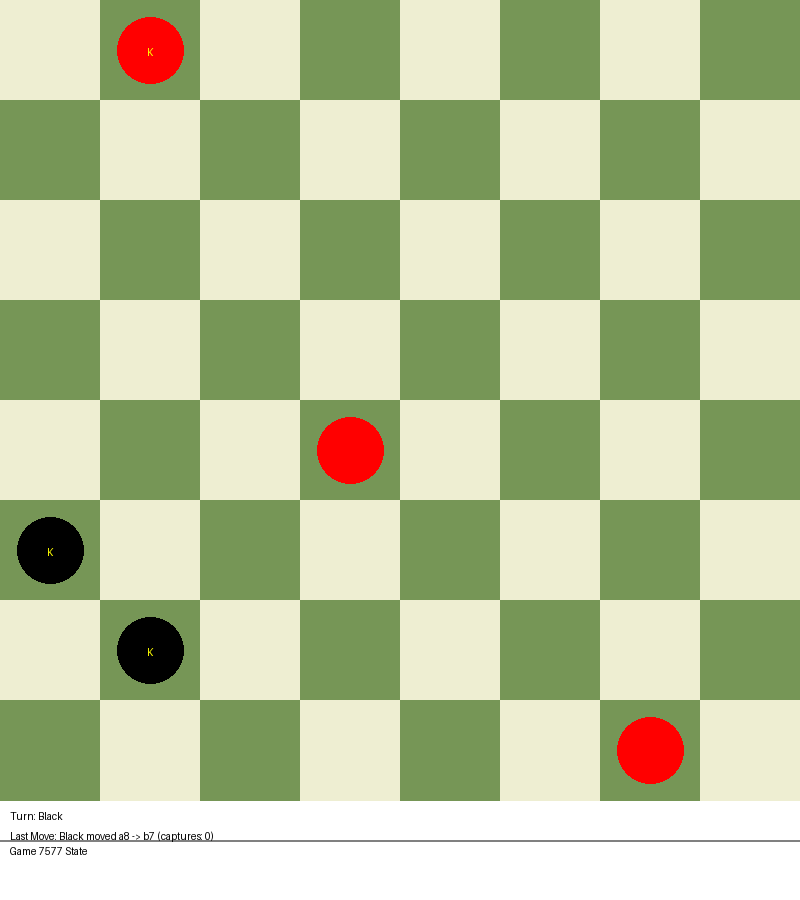 K
K
K
Turn: Black
Last Move: Black moved a8 -> b7 (captures: 0)
Game 7577 State